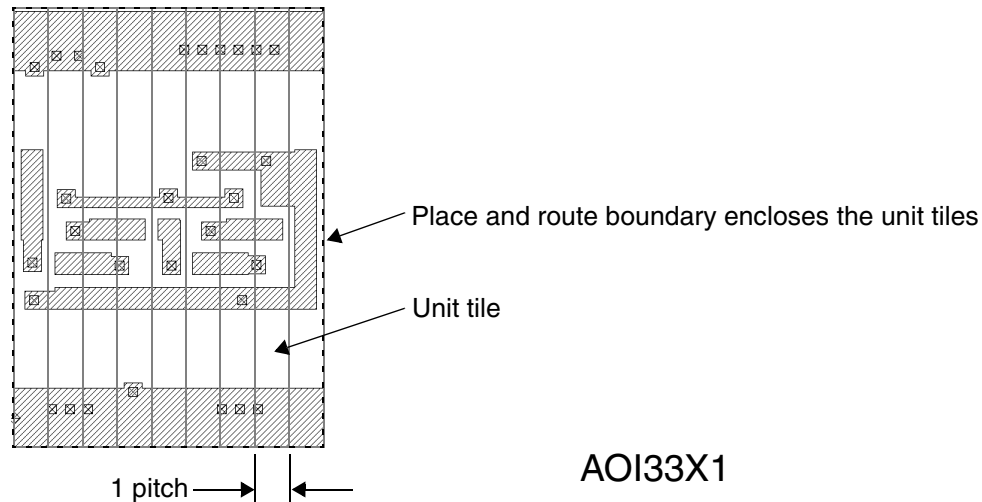 Place and route boundary encloses the unit tiles
Unit tile
AOI33X1
1 pitch